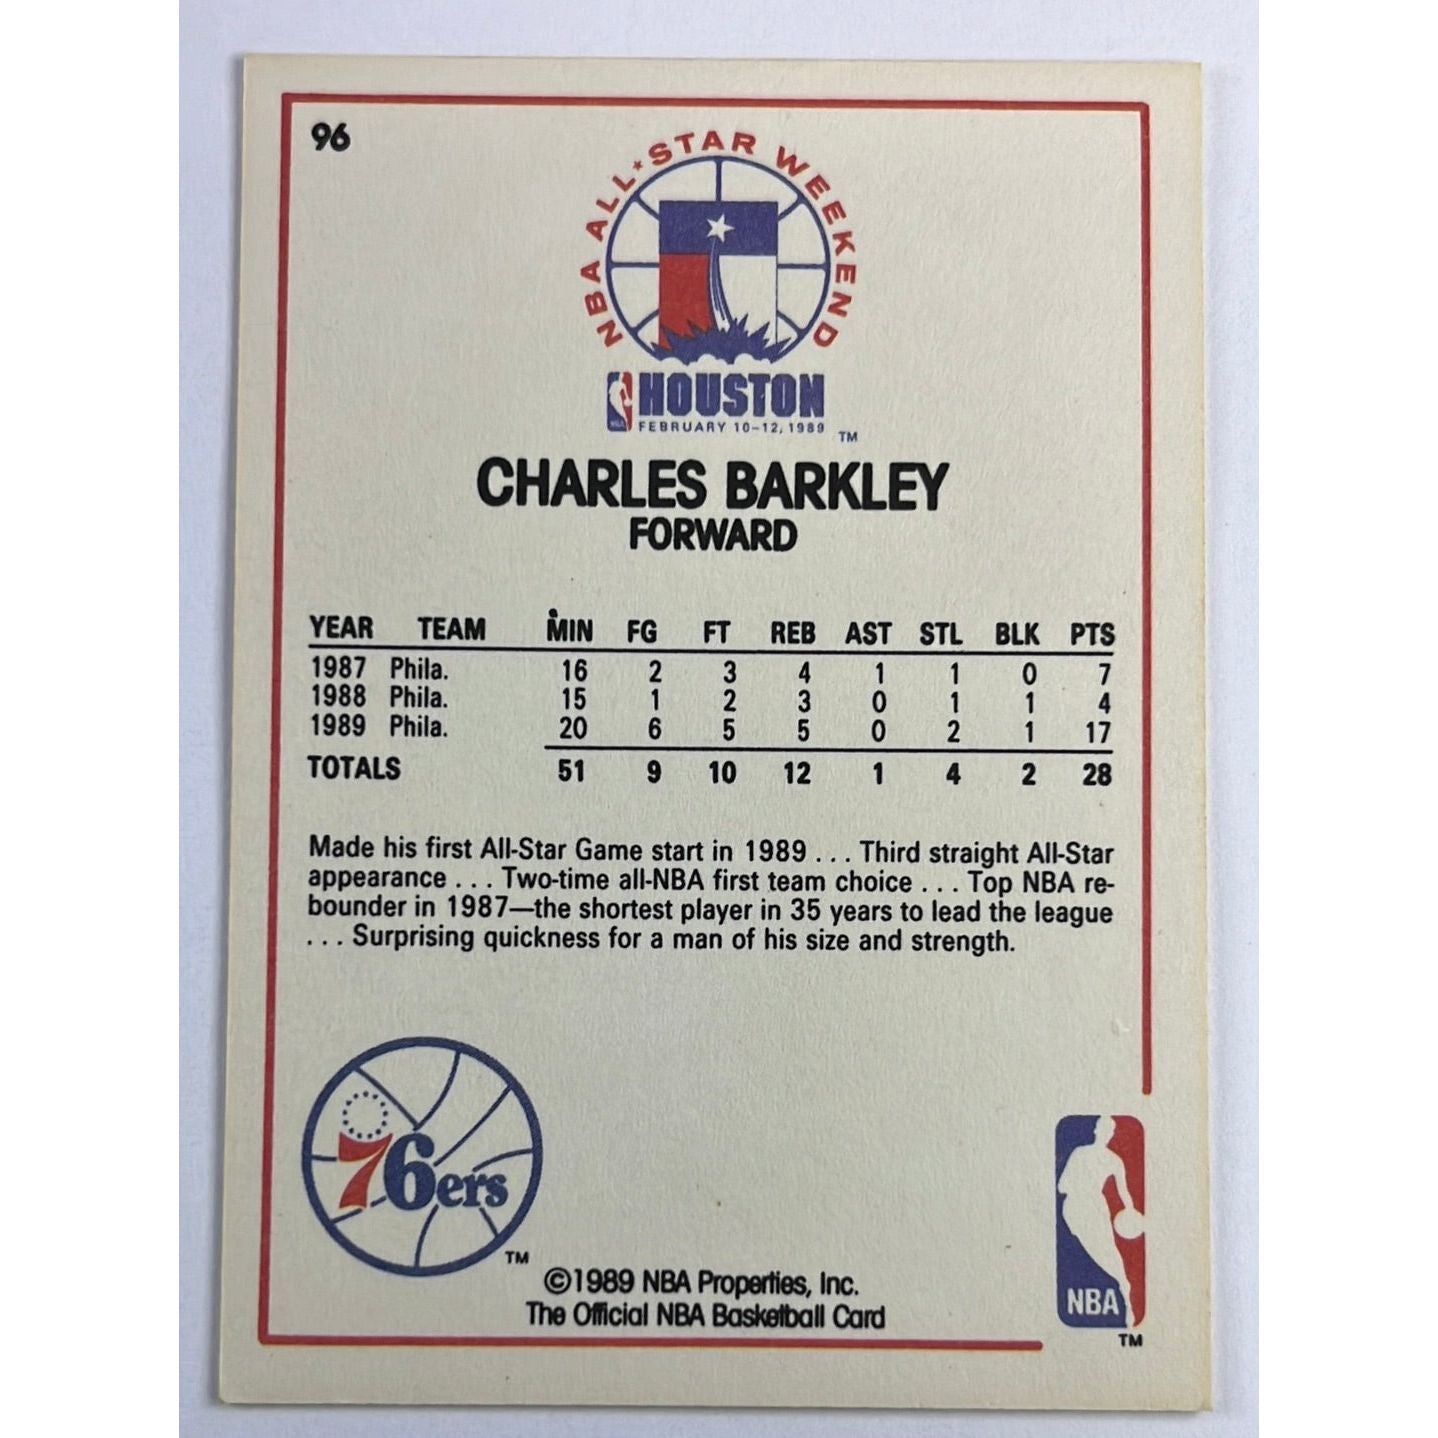 96
NBA ALL★STAR WEEKEND
NBA HOUSTON
FEBRUARY 10-12, 1989 TM
CHARLES BARKLEY
FORWARD
YEAR TEAM MIN FG FT REB AST STL BLK PTS
1987 Phila. 16 2 3 4 1 1 0 7
1988 Phila. 15 1 2 3 0 1 1 4
1989 Phila. 20 6 5 5 0 2 1 17
TOTALS 51 9 10 12 1 4 2 28
Made his first All-Star Game start in 1989 . . . Third straight All-Star
appearance . . . Two-time all-NBA first team choice . . . Top NBA re-
bounder in 1987—the shortest player in 35 years to lead the league
. . . Surprising quickness for a man of his size and strength.
76ers TM
©1989 NBA Properties, Inc.
The Official NBA Basketball Card
NBA
TM